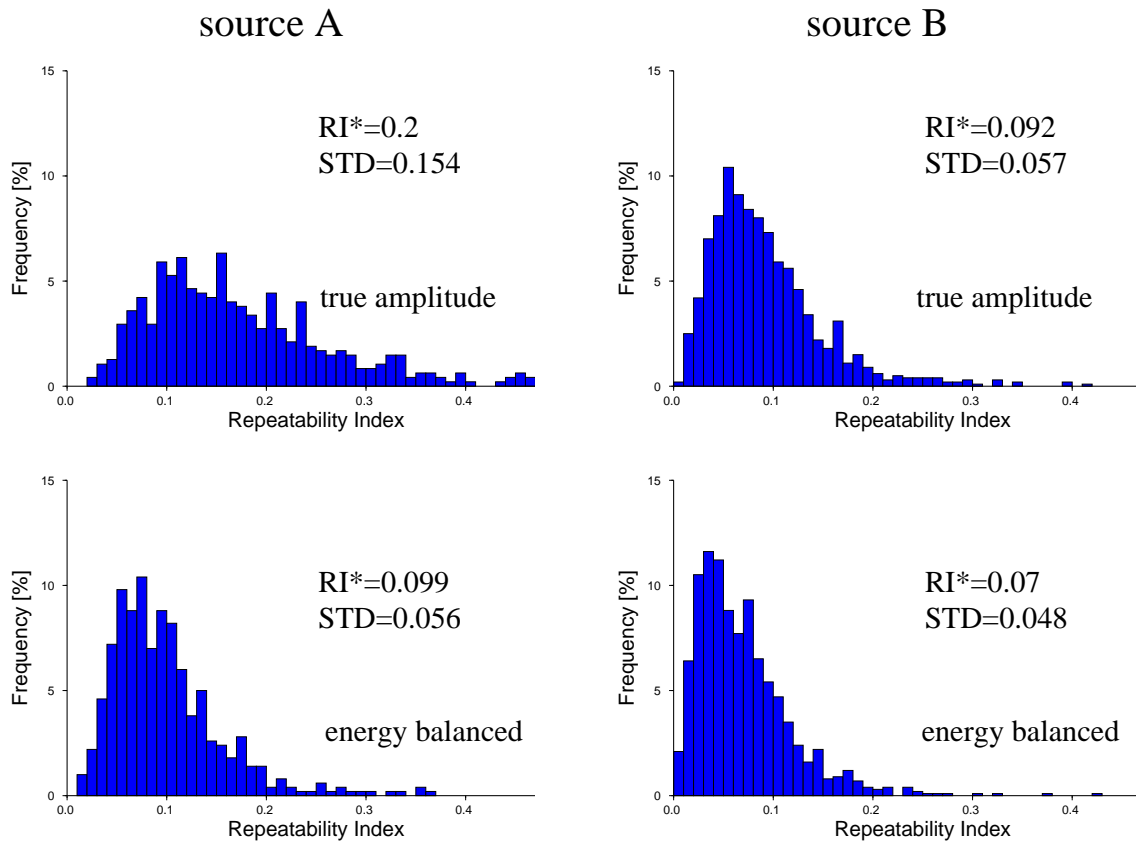 source A
source B
15
10
5
0
Frequency [%]
RI*=0.2
STD=0.154
true amplitude
0.0
0.1
0.2
0.3
0.4
Repeatability Index
15
10
5
0
Frequency [%]
RI*=0.092
STD=0.057
true amplitude
0.0
0.1
0.2
0.3
0.4
Repeatability Index
15
10
5
0
Frequency [%]
RI*=0.099
STD=0.056
energy balanced
0.0
0.1
0.2
0.3
0.4
Repeatability Index
15
10
5
0
Frequency [%]
RI*=0.07
STD=0.048
energy balanced
0.0
0.1
0.2
0.3
0.4
Repeatability Index